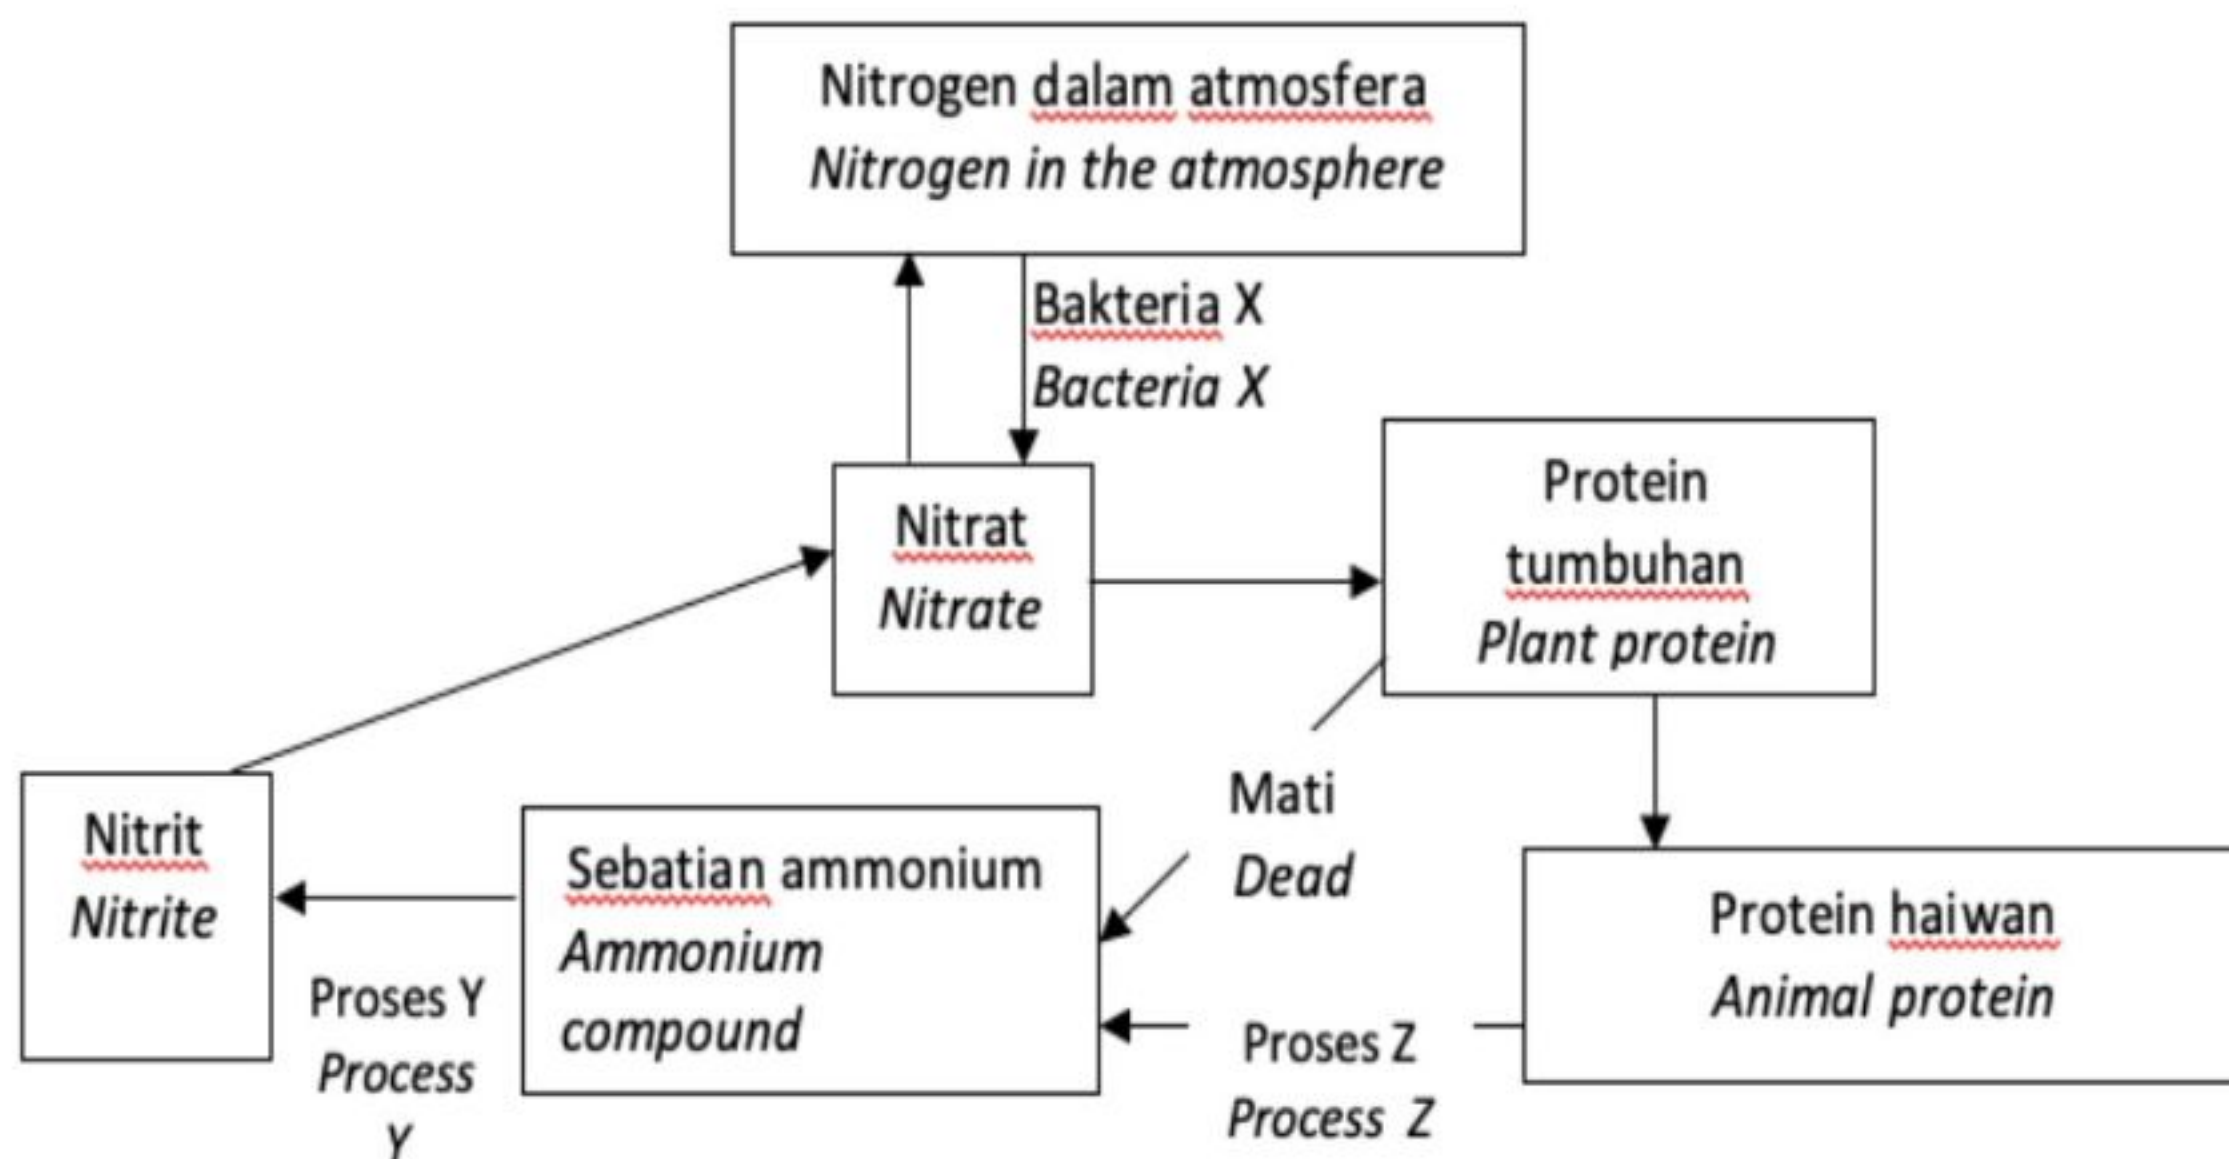 Nitrogen dalam atmosfera
Nitrogen in the atmosphere
Bakteria X
Bacteria X
Nitrat
Nitrate
Protein
tumbuhan
Plant protein
Mati
Dead
Nitrit
Nitrite
Sebatian ammonium
Ammonium
compound
Protein haiwan
Animal protein
Proses Y
Process
Y
Proses Z
Process Z